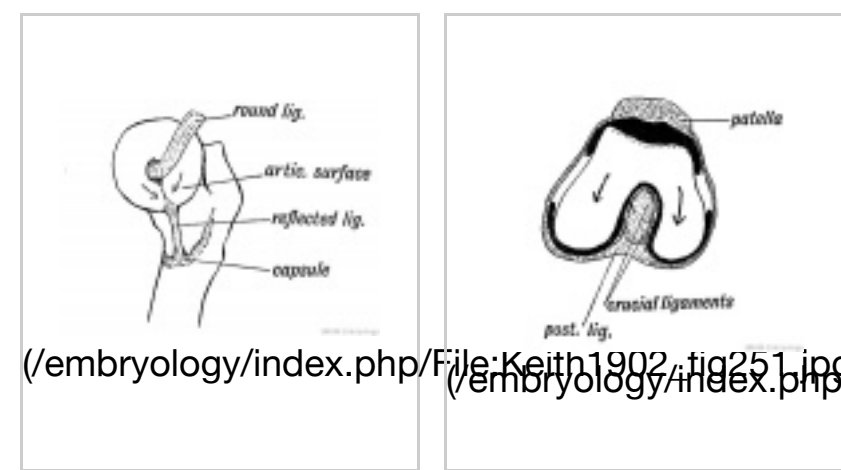 round lig.
artic. surface
reflected lig.
capsule
(/embryology/index.php/File:Keith1902_fig251.jpg
patella
crucial ligaments
post. lig.
(/embryology/index.php